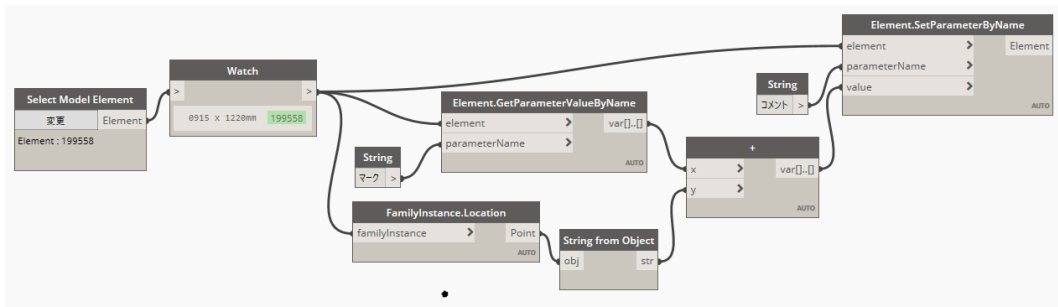 Select Model Element
変更
Element >
Element : 199558
Watch
> >
0915 x 1220mm 199558
String
マーク >
Element.GetParameterValueByName
element > var[]..[]
parameterName >
AUTO
FamilyInstance.Location
familyInstance > Point
AUTO
String from Object
obj str
+
x > var[]..[]
y >
AUTO
String
コメント >
Element.SetParameterByName
element > Element
parameterName >
value >
AUTO